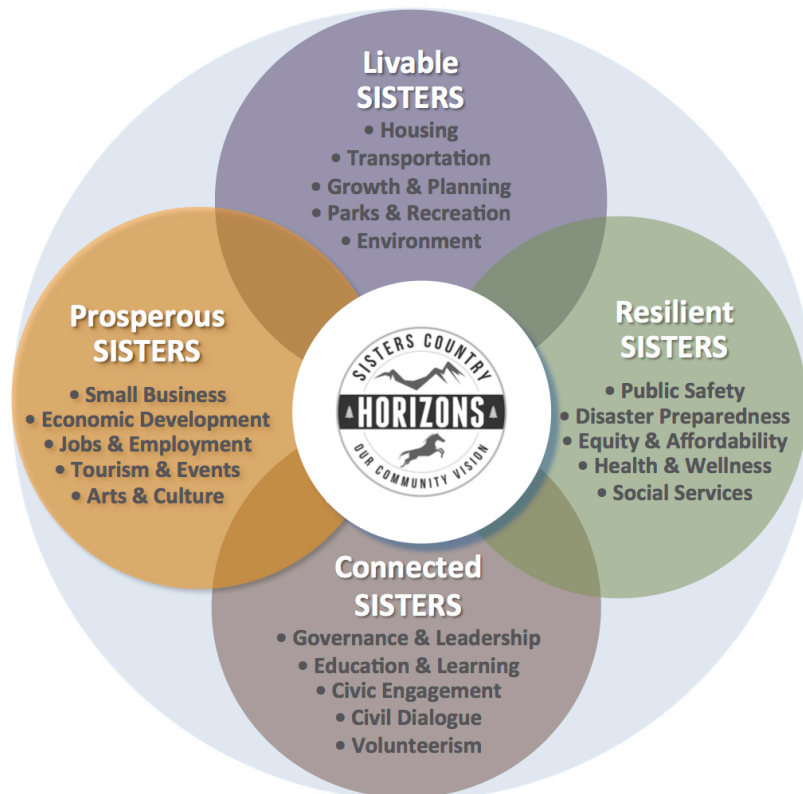 Livable
SISTERS
• Housing
• Transportation
• Growth & Planning
• Parks & Recreation
• Environment
Prosperous
SISTERS
• Small Business
• Economic Development
• Jobs & Employment
• Tourism & Events
• Arts & Culture
SISTERS COUNTRY
HORIZONS
OUR COMMUNITY VISION
Resilient
SISTERS
• Public Safety
• Disaster Preparedness
• Equity & Affordability
• Health & Wellness
• Social Services
Connected
SISTERS
• Governance & Leadership
• Education & Learning
• Civic Engagement
• Civil Dialogue
• Volunteerism